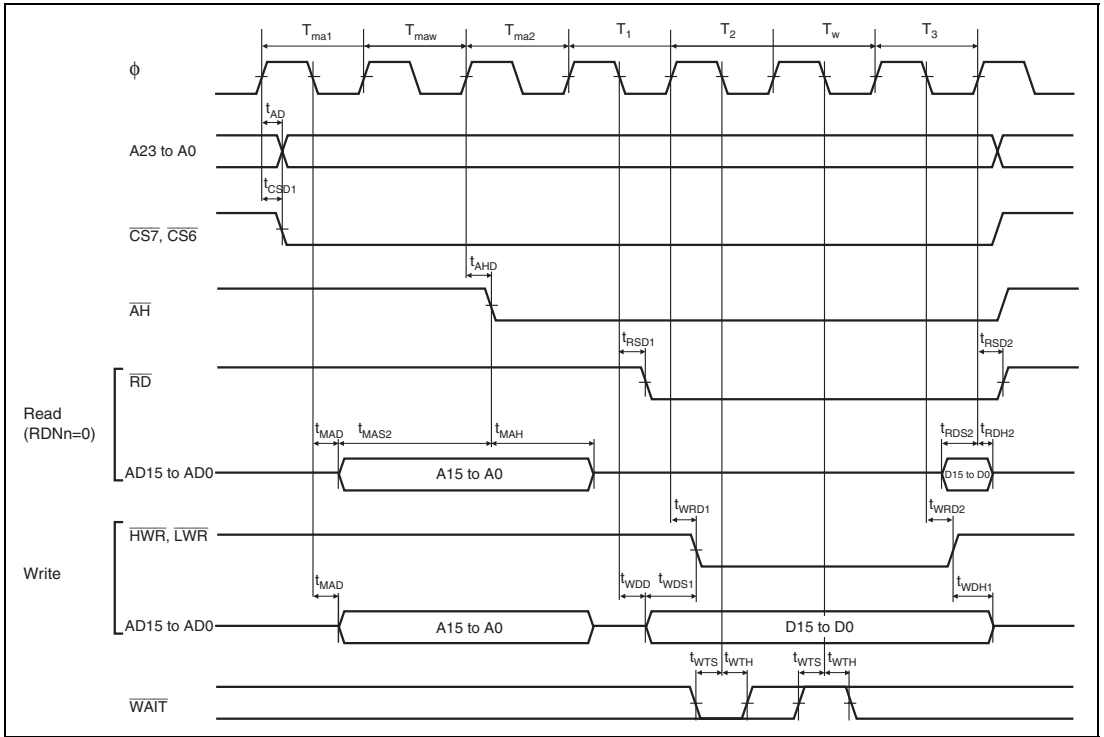 Tma1 Tmaw Tma2 T1 T2 Tw T3
ϕ
tAD
A23 to A0
tCSD1
CS7, CS6
tAHD
AH
tRSD1 tRSD2
RD
Read
(RDNn=0)
tMAD tMAS2 tMAH tRDS2 tRDH2
AD15 to AD0 A15 to A0 D15 to D0
tWRD1 tWRD2
HWR, LWR
Write
tMAD tWDD tWDS1 tWDH1
AD15 to AD0 A15 to A0 D15 to D0
tWTS tWTH tWTS tWTH
WAIT